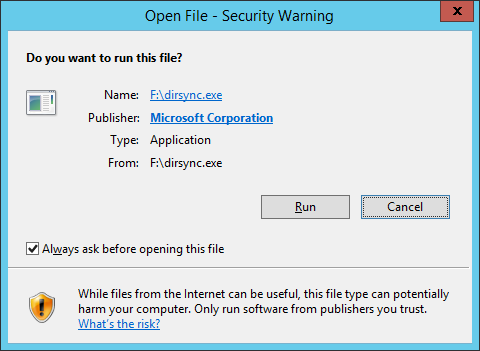 Open File - Security Warning
Do you want to run this file?
Name: F:\dirsync.exe
Publisher: Microsoft Corporation
Type: Application
From: F:\dirsync.exe
Run Cancel
Always ask before opening this file
While files from the Internet can be useful, this file type can potentially
harm your computer. Only run software from publishers you trust.
What's the risk?